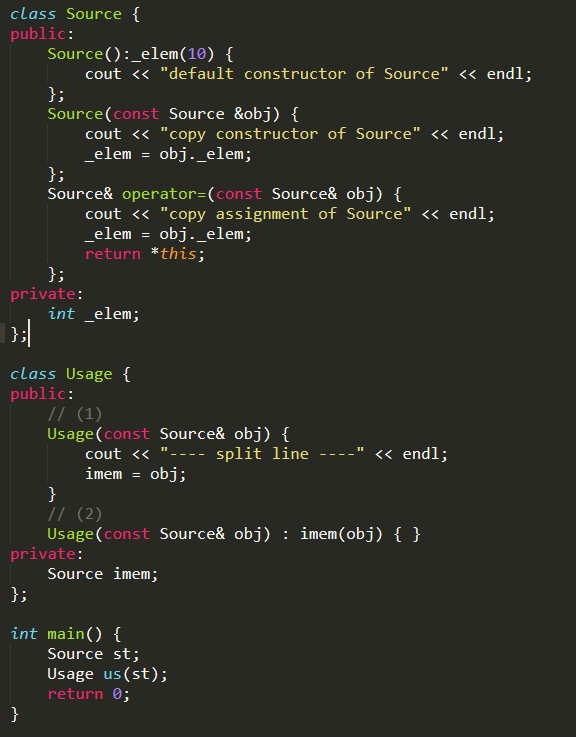 class Source {
public:
    Source():_elem(10) {
        cout << "default constructor of Source" << endl;
    };
    Source(const Source &obj) {
        cout << "copy constructor of Source" << endl;
        _elem = obj._elem;
    };
    Source& operator=(const Source& obj) {
        cout << "copy assignment of Source" << endl;
        _elem = obj._elem;
        return *this;
    };
private:
    int _elem;
};

class Usage {
public:
    // (1)
    Usage(const Source& obj) {
        cout << "---- split line ----" << endl;
        imem = obj;
    }
    // (2)
    Usage(const Source& obj) : imem(obj) { }
private:
    Source imem;
};

int main() {
    Source st;
    Usage us(st);
    return 0;
}